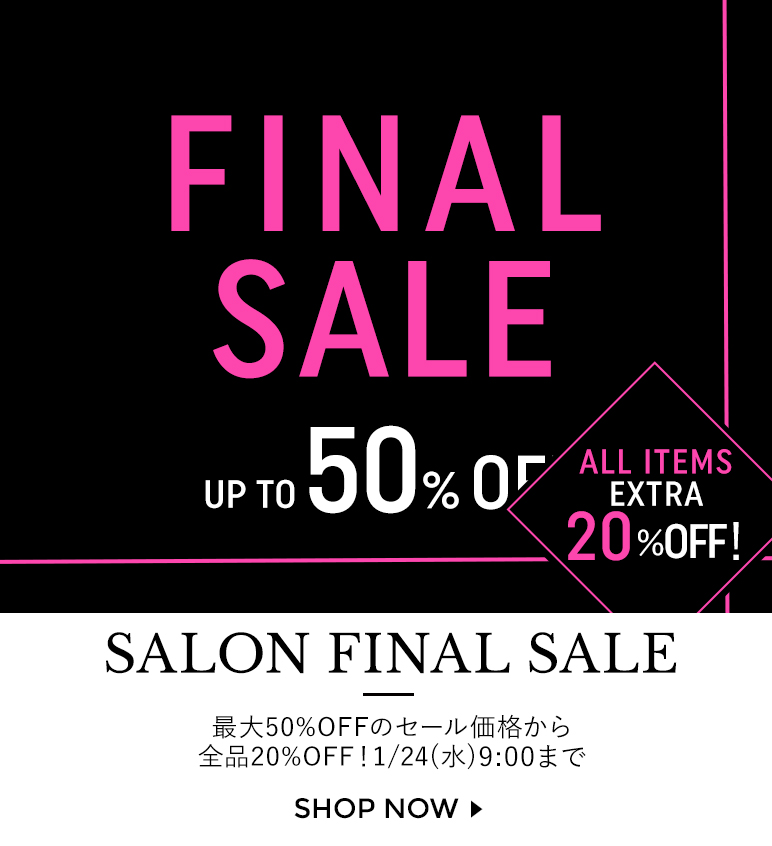 FINAL
SALE
UP TO 50% OF
ALL ITEMS
EXTRA
20%OFF!
SALON FINAL SALE
最大50%OFFのセール価格から
全品20%OFF！1/24(水)9:00まで
SHOP NOW